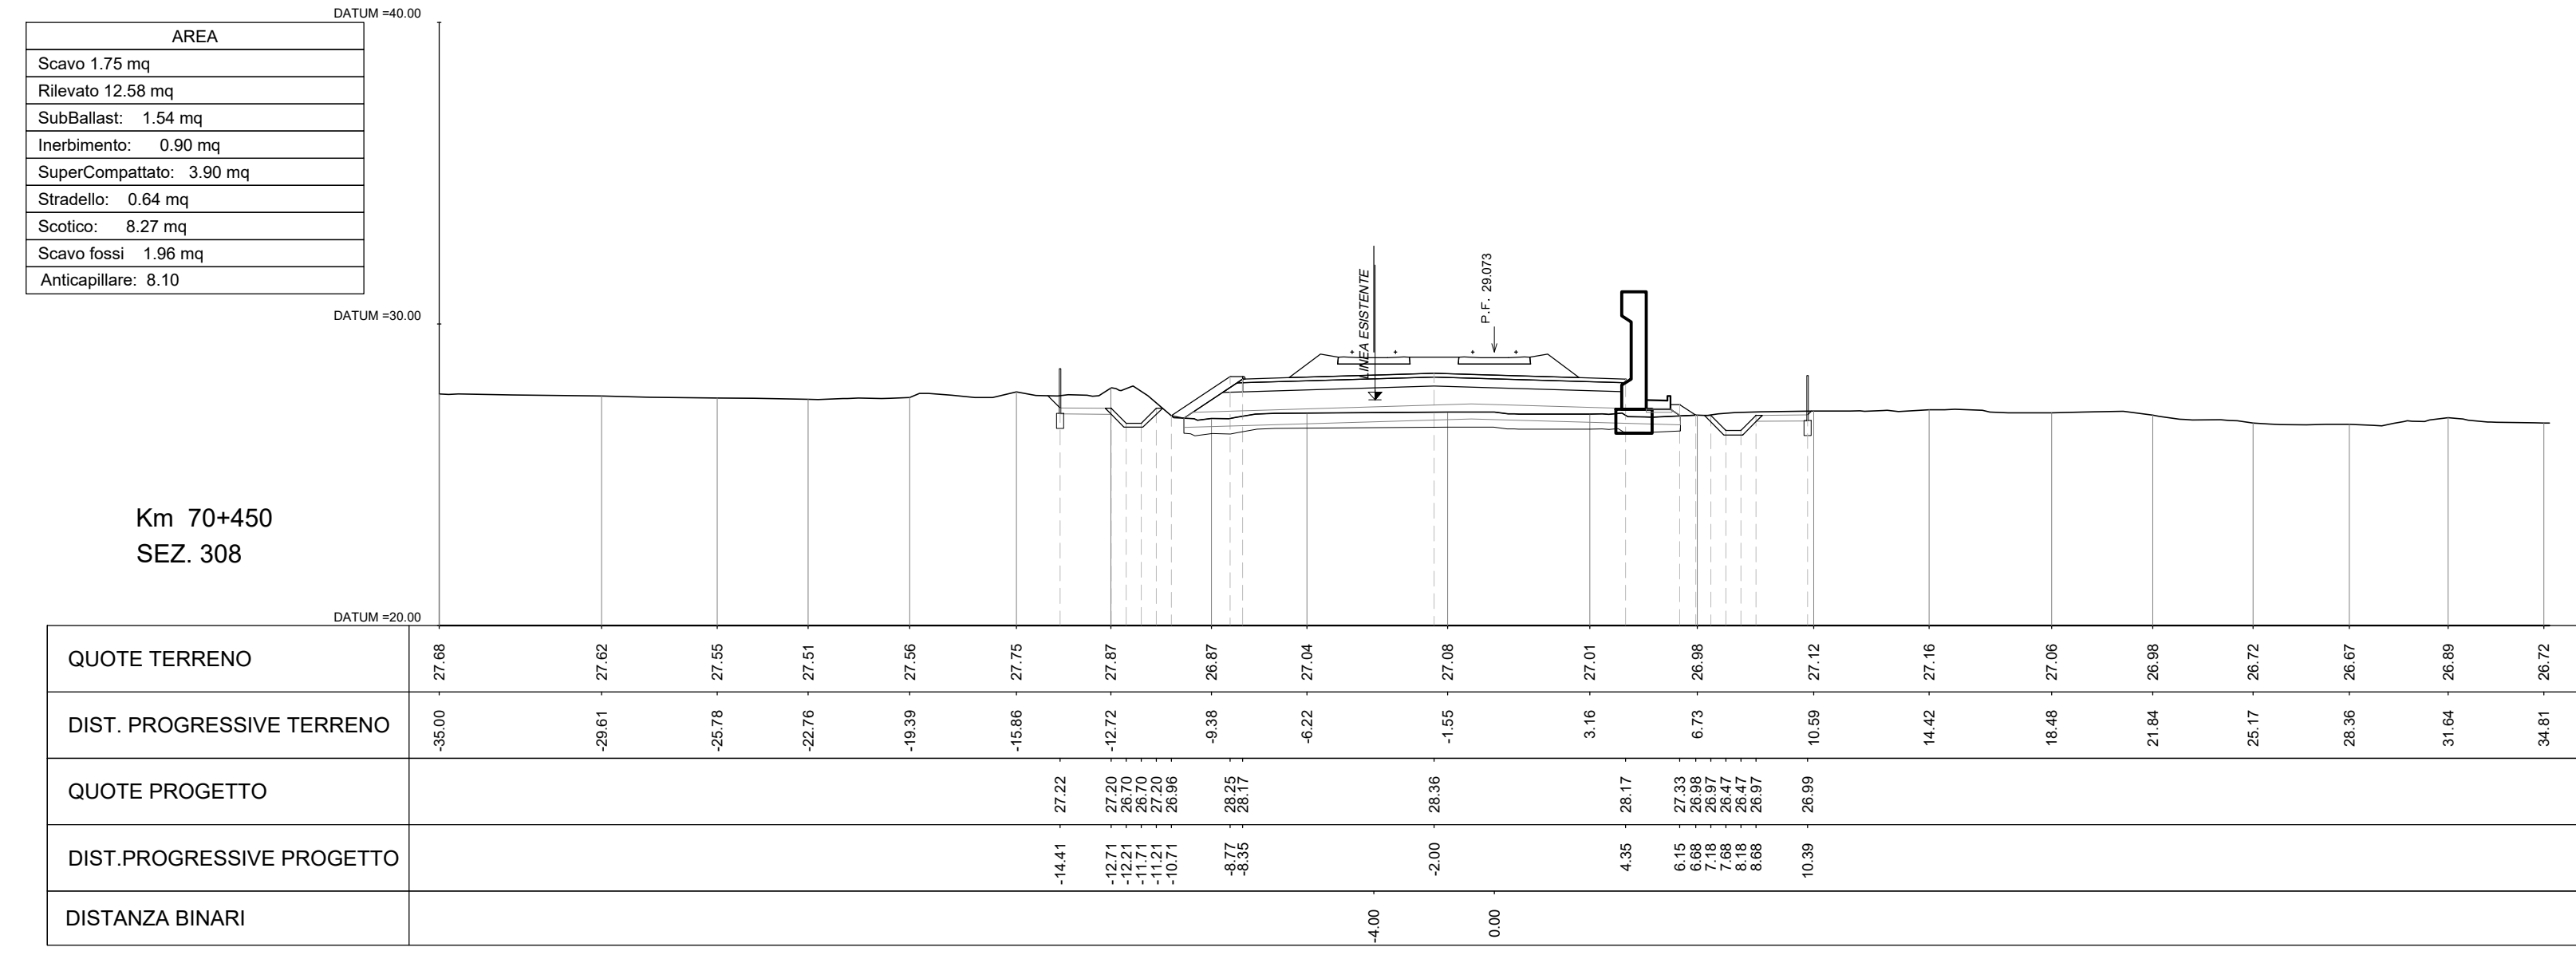 DATUM =40.00
AREA
Scavo 1.75 mq
Rilevato 12.58 mq
SubBallast: 1.54 mq
Inerbimento: 0.90 mq
SuperCompattato: 3.90 mq
Stradello: 0.64 mq
Scotico: 8.27 mq
Scavo fossi 1.96 mq
Anticapillare: 8.10
DATUM =30.00
LINEA ESISTENTE
P.F. 29.073
Km 70+450
SEZ. 308
DATUM =20.00
QUOTE TERRENO 27.68 27.62 27.55 27.51 27.56 27.75 27.87 26.87 27.04 27.08 27.01 26.98 27.12 27.16 27.06 26.98 26.72 26.67 26.89 26.72
DIST. PROGRESSIVE TERRENO -35.00 -29.61 -25.78 -22.76 -19.39 -15.86 -12.72 -9.38 -6.22 -1.55 3.16 6.73 10.59 14.42 18.48 21.84 25.17 28.36 31.64 34.81
QUOTE PROGETTO 27.22 27.20 26.70 26.70 27.20 26.96 28.25 28.17 28.36 28.17 27.33 26.98 26.97 26.47 26.47 26.97 26.99
DIST.PROGRESSIVE PROGETTO -14.41 -12.71 -12.21 -11.71 -11.21 -10.71 -8.77 -8.35 -2.00 4.35 6.15 6.68 7.18 7.68 8.18 8.68 10.39
DISTANZA BINARI -4.00 0.00